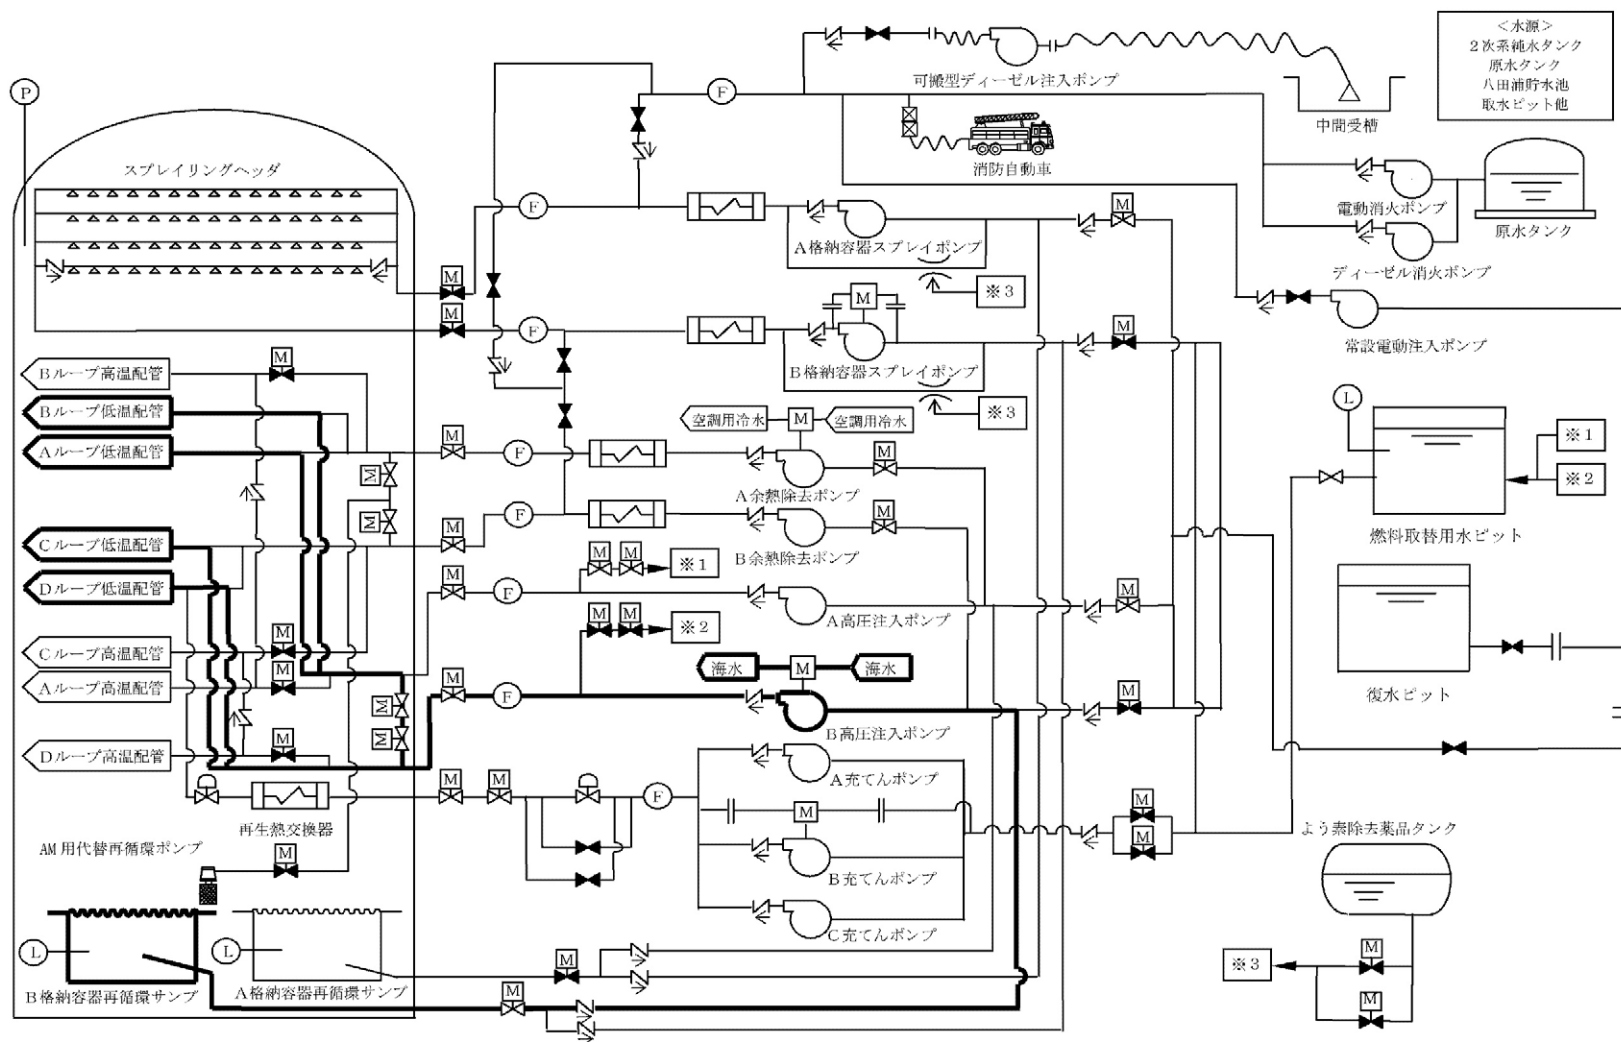 ＜水源＞
２次系純水タンク
原水タンク
八田浦貯水池
取水ピット他
可搬型ディーゼル注入ポンプ
中間受槽
消防自動車
電動消火ポンプ
原水タンク
ディーゼル消火ポンプ
常設電動注入ポンプ
P
スプレイリングヘッダ
F
F
M
A格納容器スプレイポンプ
※３
M
M
F
M
B格納容器スプレイポンプ
※３
M
M
Bループ高温配管
M
Bループ低温配管
Aループ低温配管
M
F
空調用冷水
M
空調用冷水
A余熱除去ポンプ
M
M
M
Cループ低温配管
M
F
B余熱除去ポンプ
M
Dループ低温配管
M
F
M
M
※１
A高圧注入ポンプ
M
L
※１
※２
燃料取替用水ピット
復水ピット
Cループ高温配管
M
Aループ高温配管
M
M
M
※２
海水
M
海水
M
F
M
M
B高圧注入ポンプ
M
Dループ高温配管
M
再生熱交換器
M
M
F
A充てんポンプ
M
B充てんポンプ
C充てんポンプ
M
M
よう素除去薬品タンク
※３
M
M
AM用代替再循環ポンプ
M
L
B格納容器再循環サンプ
L
A格納容器再循環サンプ
M
M